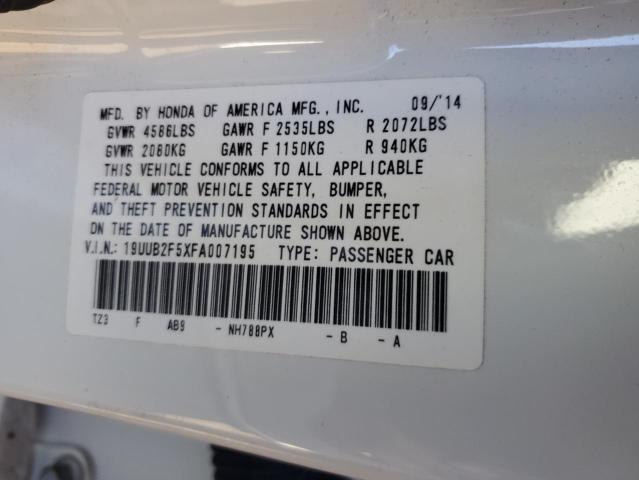 MFD. BY HONDA OF AMERICA MFG., INC. 09/'14
GVWR 4586LBS GAWR F 2535LBS R 2072LBS
GVWR 2080KG GAWR F 1150KG R 940KG
THIS VEHICLE CONFORMS TO ALL APPLICABLE
FEDERAL MOTOR VEHICLE SAFETY, BUMPER,
AND THEFT PREVENTION STANDARDS IN EFFECT
ON THE DATE OF MANUFACTURE SHOWN ABOVE.
V.I.N.: 19UUB2F5XFA007195 TYPE: PASSENGER CAR
TZ3 F AB9 - NH788PX - B - A